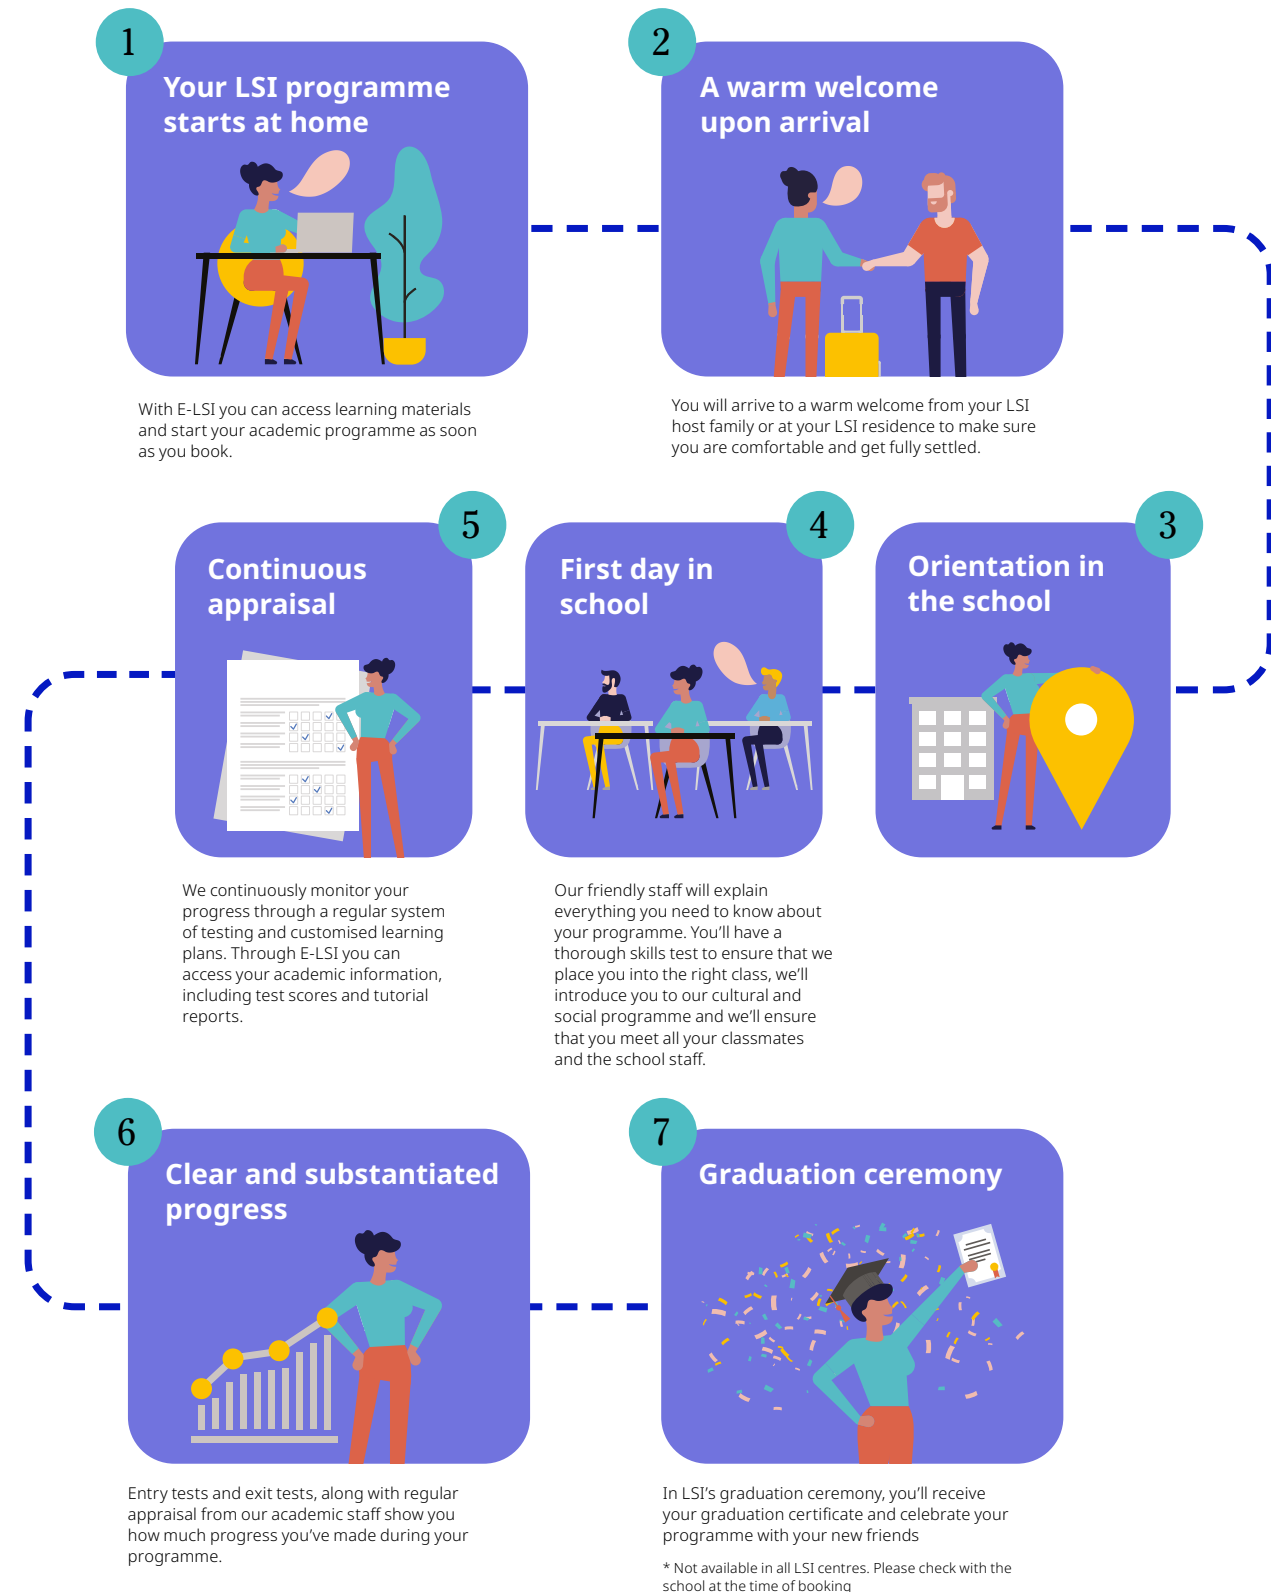 1
Your LSI programme
starts at home
With E-LSI you can access learning materials
and start your academic programme as soon
as you book.
2
A warm welcome
upon arrival
You will arrive to a warm welcome from your LSI
host family or at your LSI residence to make sure
you are comfortable and get fully settled.
3
Orientation in
the school
4
First day in
school
Our friendly staff will explain
everything you need to know about
your programme. You’ll have a
thorough skills test to ensure that we
place you into the right class, we’ll
introduce you to our cultural and
social programme and we’ll ensure
that you meet all your classmates
and the school staff.
5
Continuous
appraisal
We continuously monitor your
progress through a regular system
of testing and customised learning
plans. Through E-LSI you can
access your academic information,
including test scores and tutorial
reports.
6
Clear and substantiated
progress
Entry tests and exit tests, along with regular
appraisal from our academic staff show you
how much progress you’ve made during your
programme.
7
Graduation ceremony
In LSI’s graduation ceremony, you’ll receive
your graduation certificate and celebrate your
programme with your new friends
* Not available in all LSI centres. Please check with the
school at the time of booking